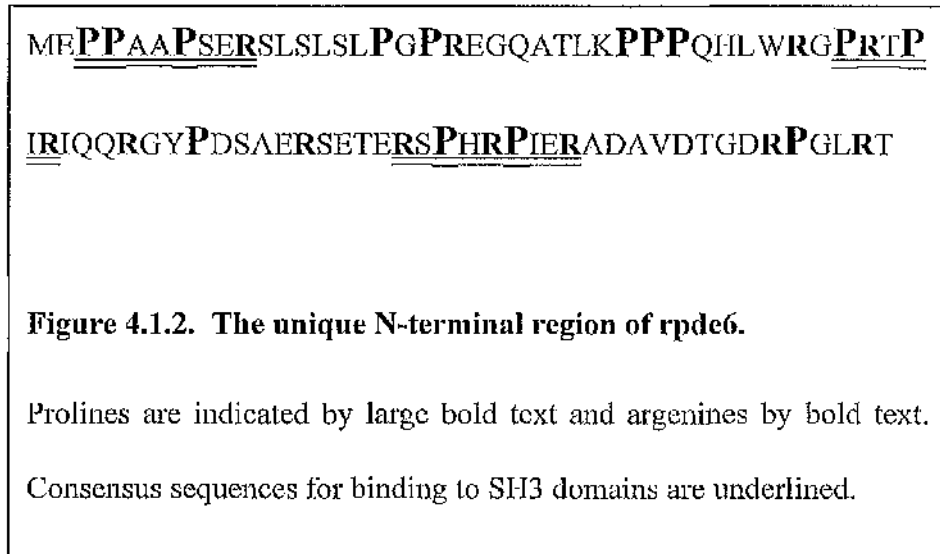 MEPPAAPSERSLSLSLPGPREGQATLKPPPQHLWRGPRTP
IRIQQRGYPDSAERSETERSPHRPIERADAVDTGDRPGLRT
Figure 4.1.2. The unique N-terminal region of rpde6.
Prolines are indicated by large bold text and argenines by bold text.
Consensus sequences for binding to SH3 domains are underlined.